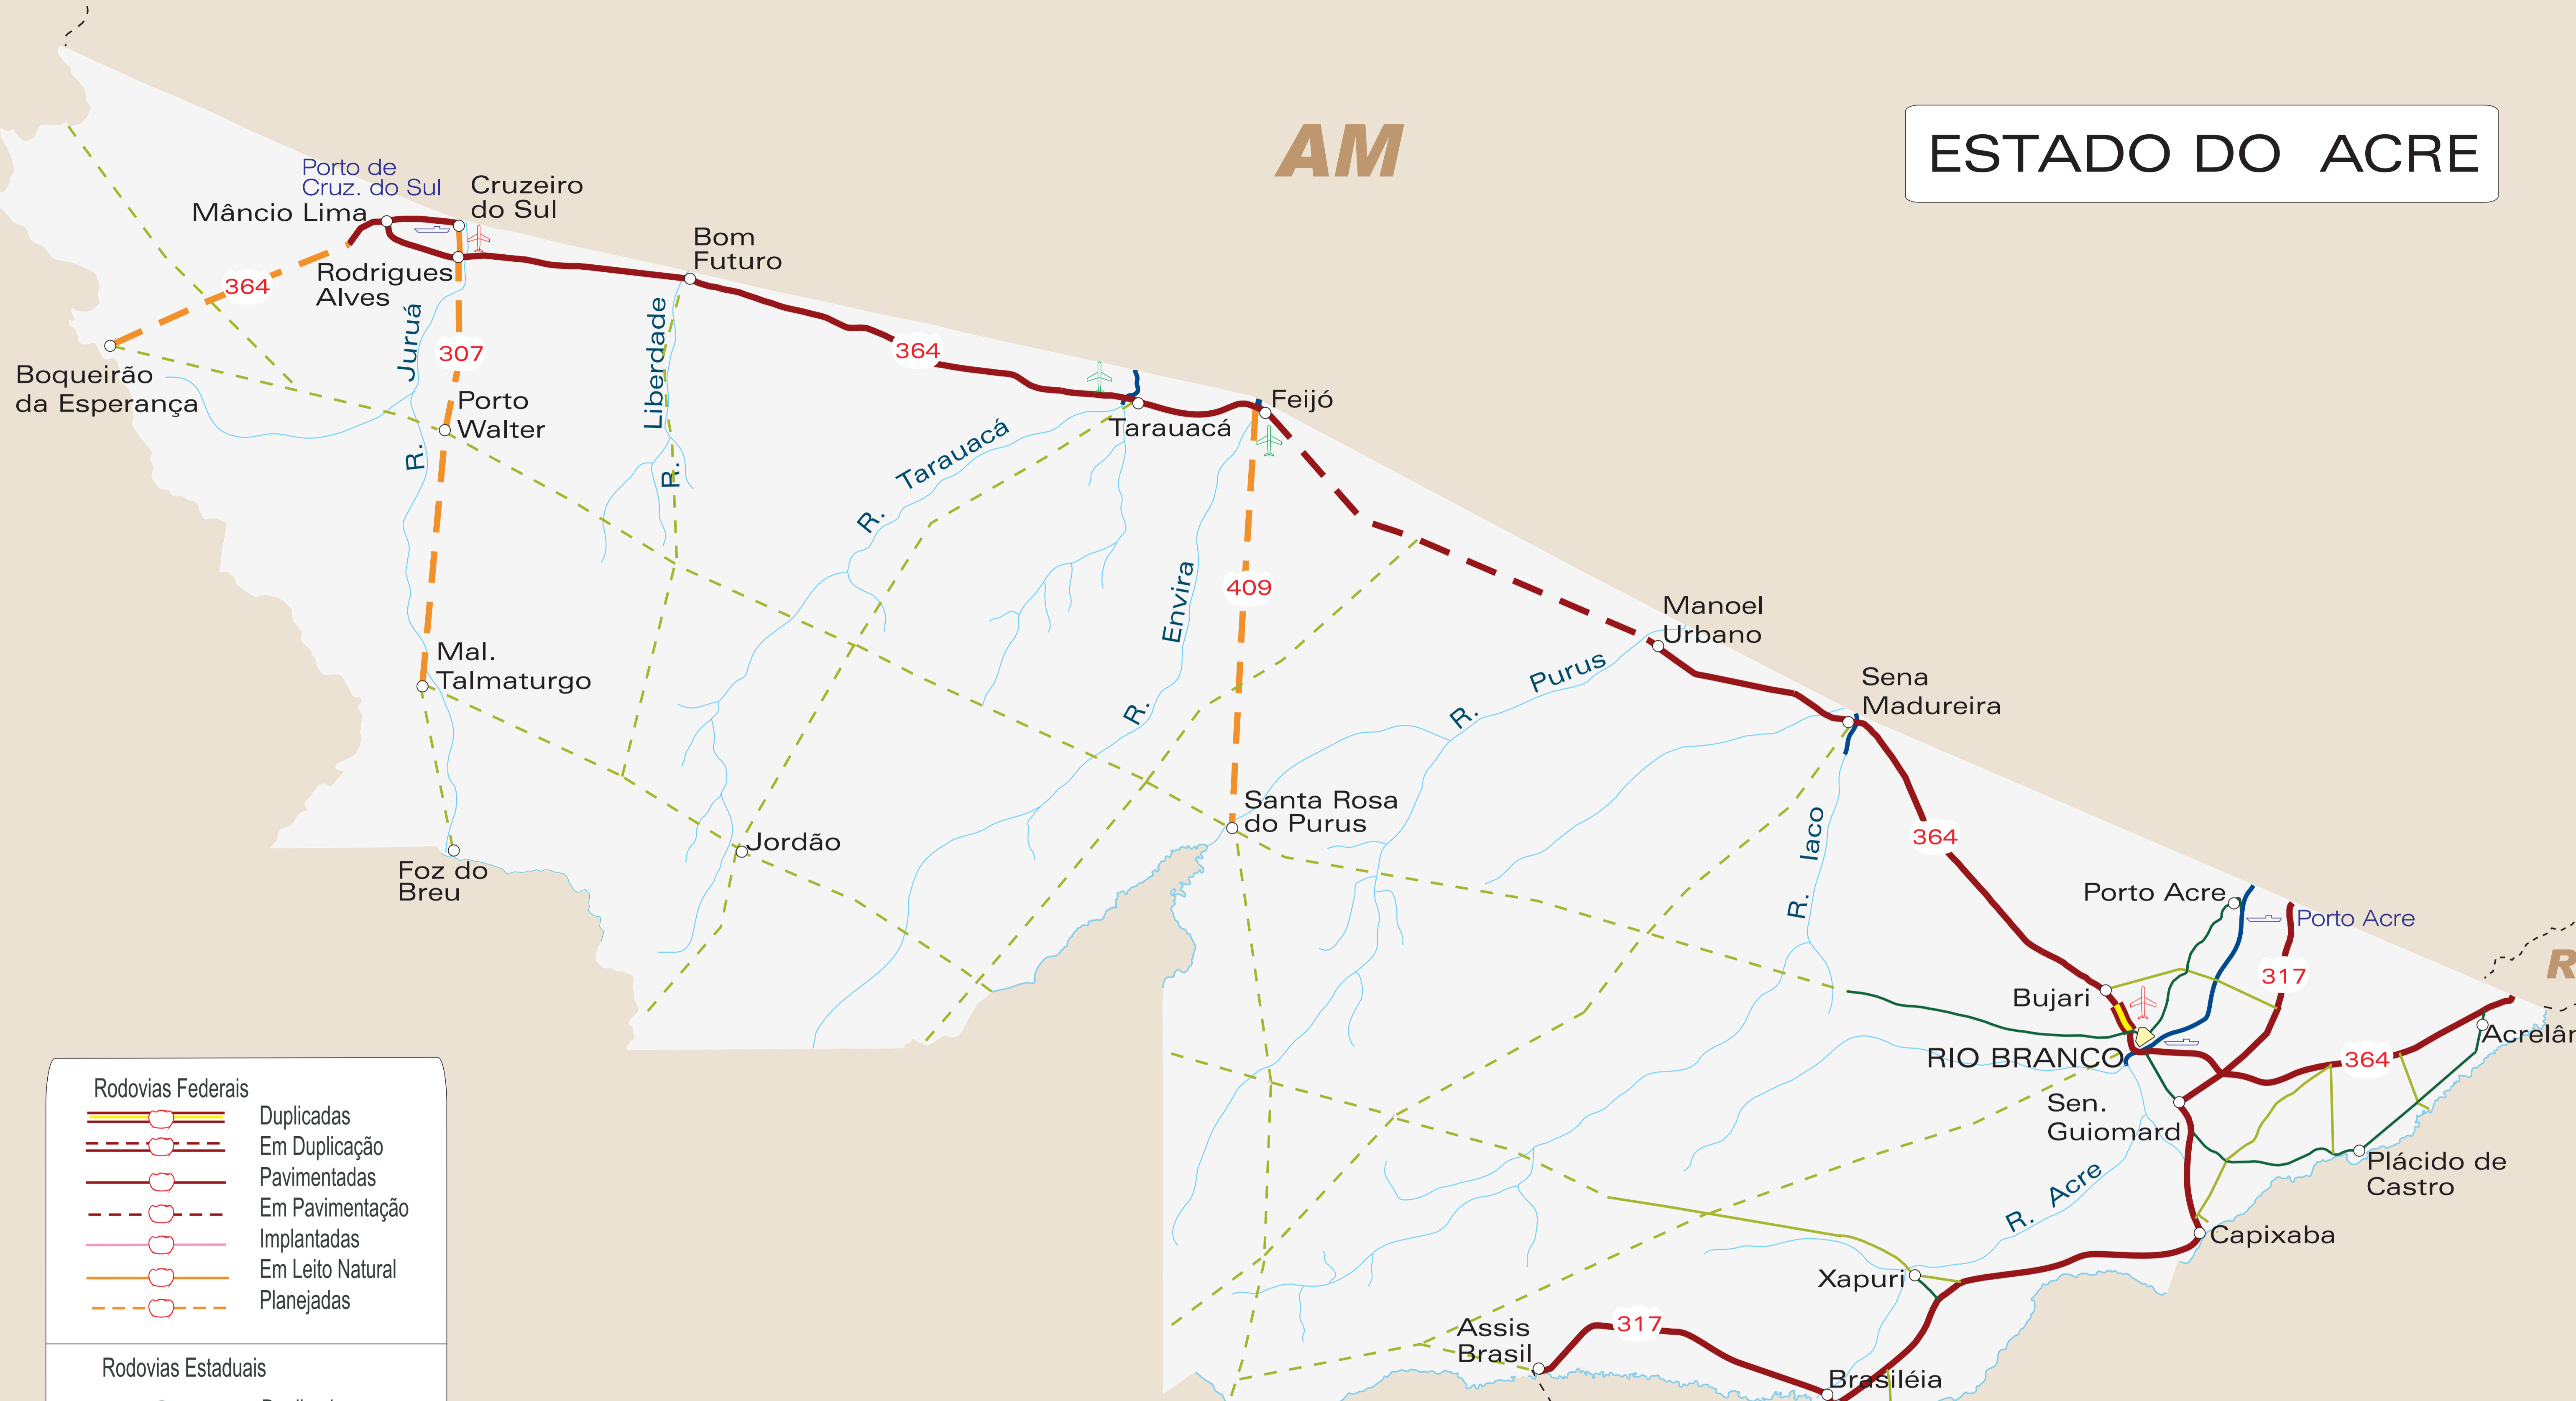 AM
ESTADO DO ACRE
Porto de
Cruz. do Sul
Cruzeiro
do Sul
Mâncio Lima
Bom
Futuro
Rodrigues
Alves
364
Juruá
R.
307
Liberdade
R.
364
Boqueirão
da Esperança
Porto
Walter
Feijó
Tarauacá
Tarauacá
R.
409
Envira
R.
Manoel
Urbano
Mal.
Talmaturgo
Purus
R.
Sena
Madureira
Santa Rosa
do Purus
Jordão
Iaco
R.
364
Foz do
Breu
Porto Acre
Porto Acre
R
317
Bujari
Acrelân
RIO BRANCO
364
Sen.
Guiomard
Plácido de
Castro
R. Acre
Capixaba
Xapuri
Assis
Brasil
317
Brasiléia
Rodovias Federais
Duplicadas
Em Duplicação
Pavimentadas
Em Pavimentação
Implantadas
Em Leito Natural
Planejadas
Rodovias Estaduais